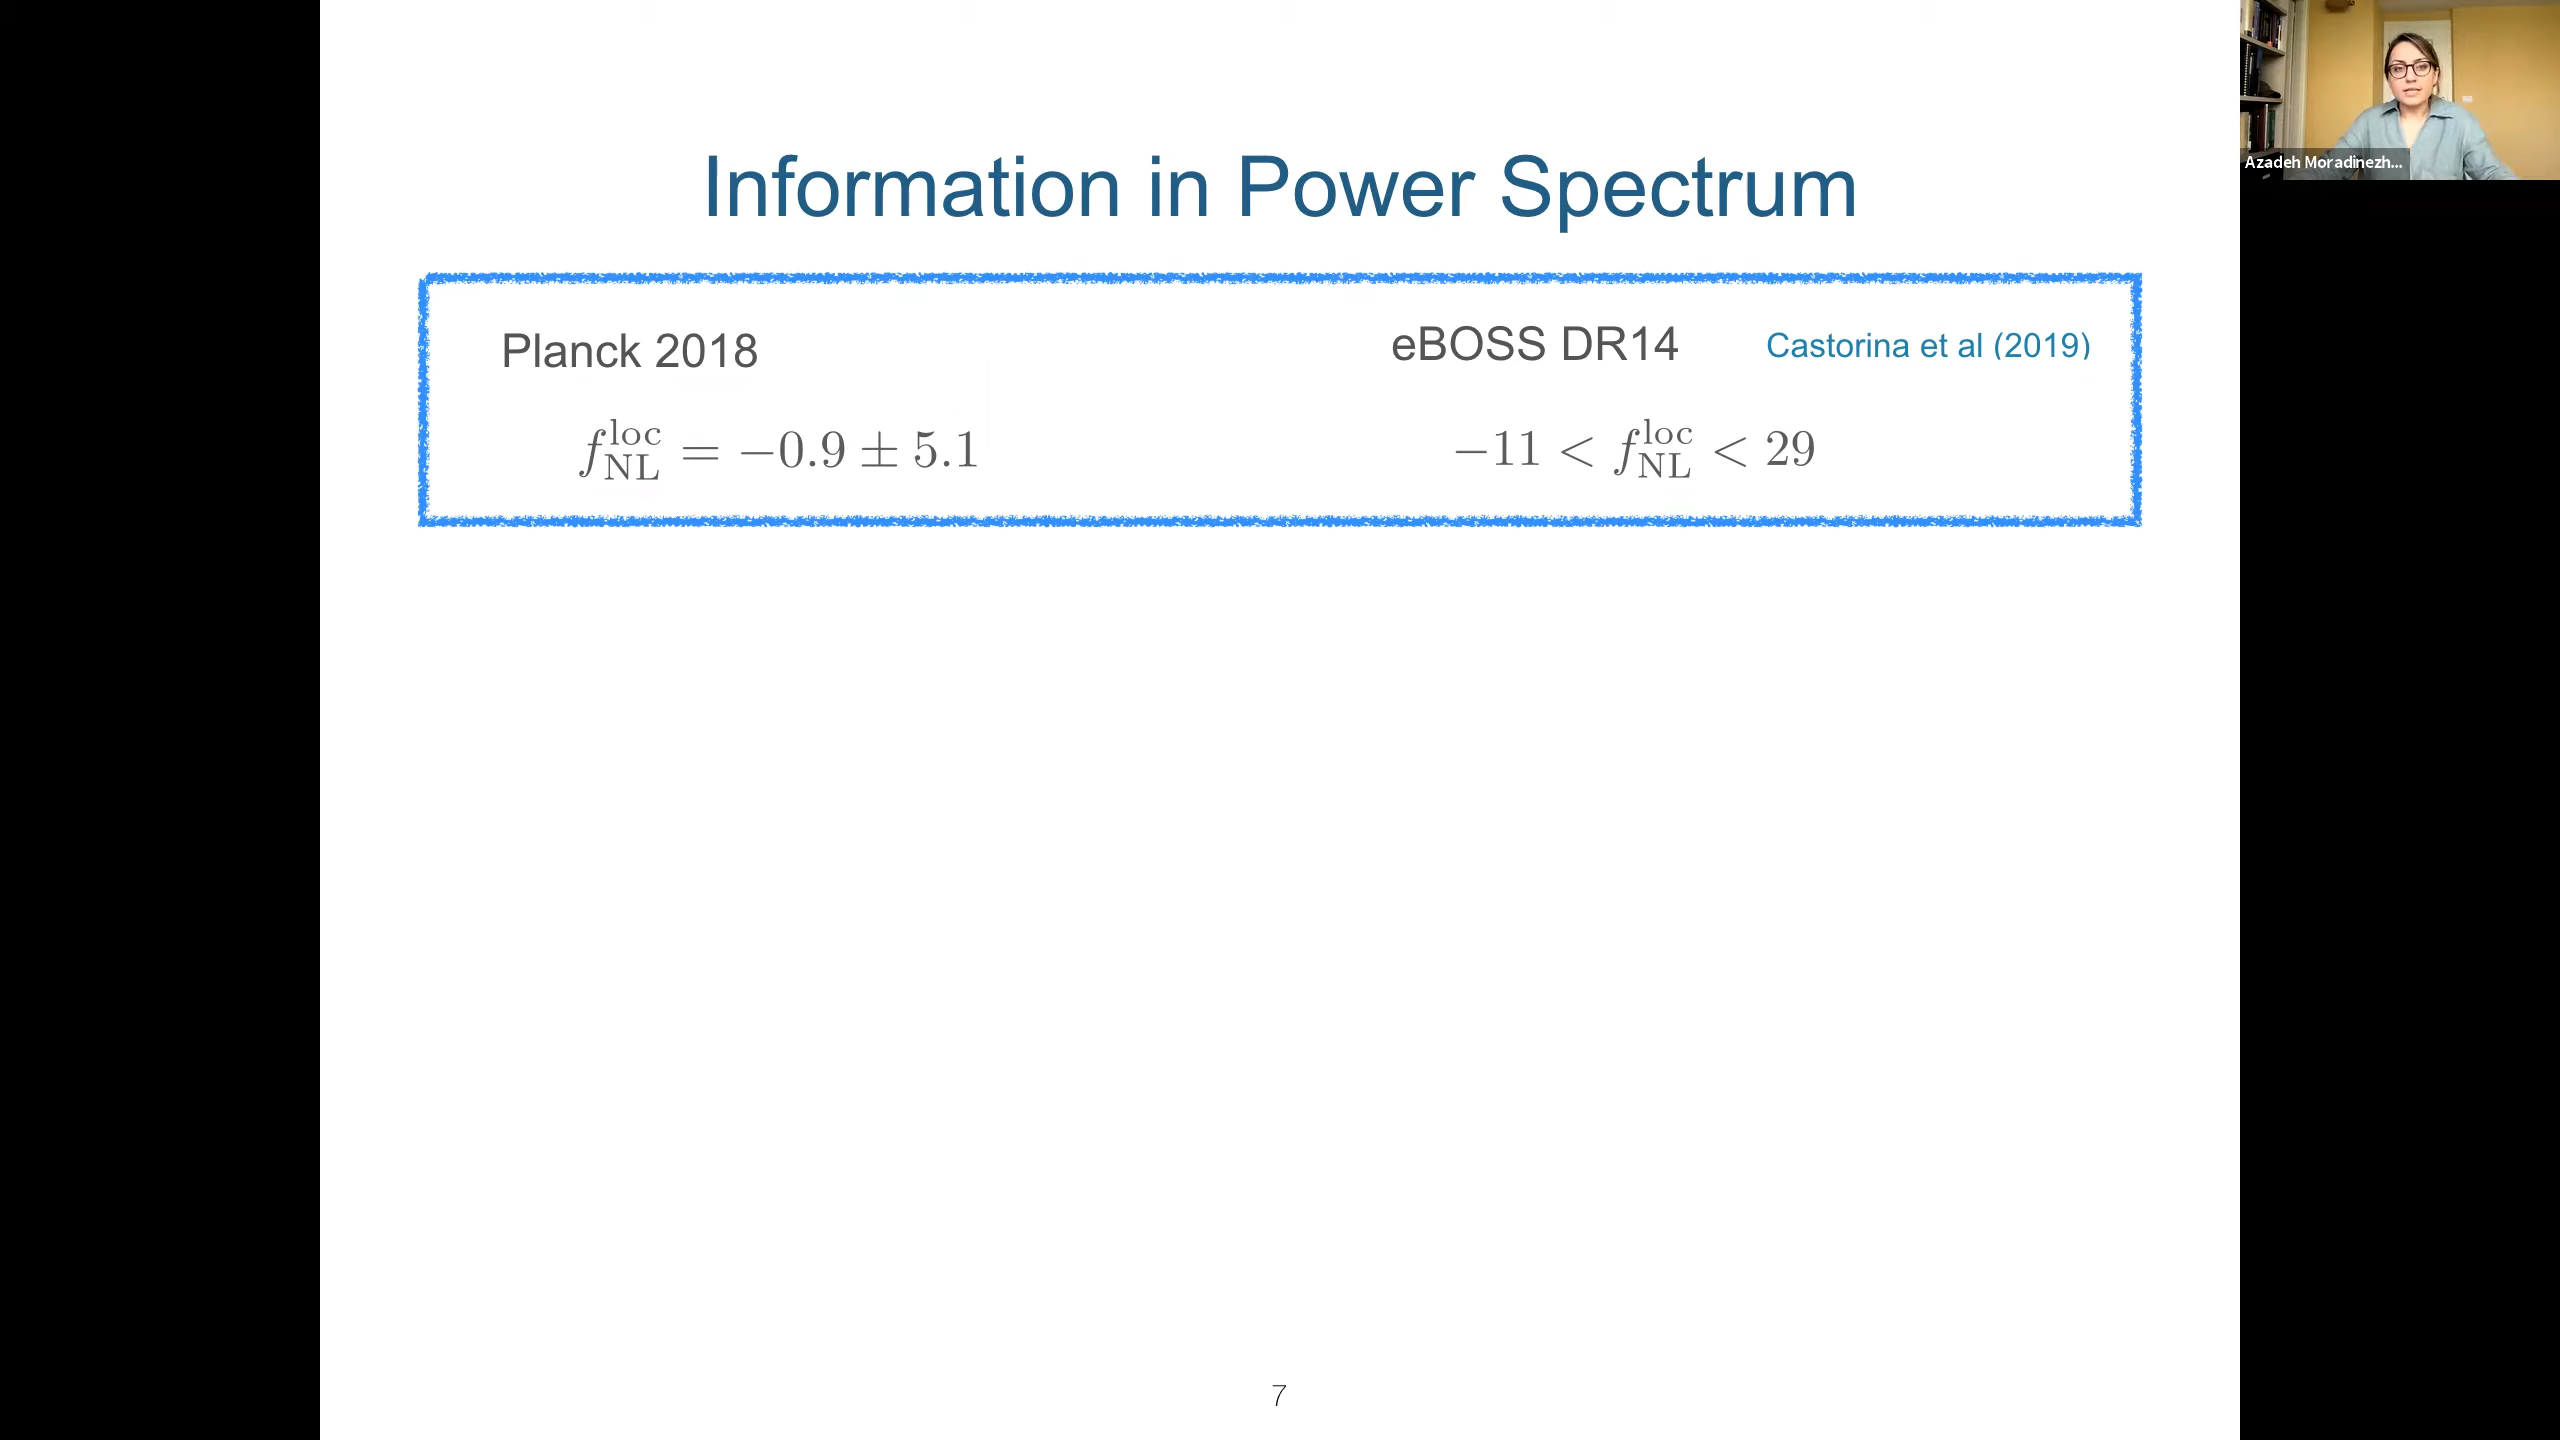 Information in Power Spectrum
Planck 2018
eBOSS DR14 Castorina et al (2019)
f_NL^loc = −0.9 ± 5.1
−11 < f_NL^loc < 29
7
Azadeh Moradinezh...